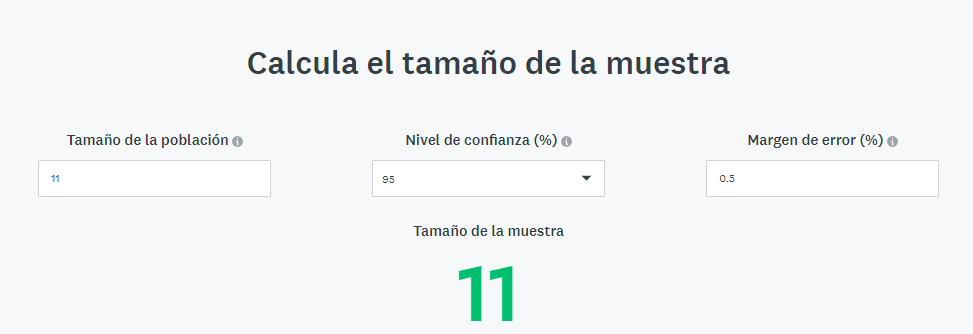 Calcula el tamaño de la muestra
Tamaño de la población
Nivel de confianza (%)
Margen de error (%)
11
95
0.5
Tamaño de la muestra
11